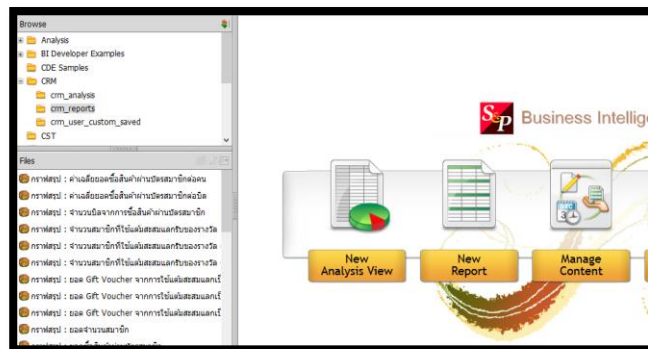 Browse
Analysis
BI Developer Examples
CDE Samples
CRM
crm_analysis
crm_reports
crm_user_custom_saved
CST
Files
กราฟสรุป : ค่าเฉลี่ยยอดซื้อสินค้าผ่านบัตรสมาชิกต่อคน
กราฟสรุป : ค่าเฉลี่ยยอดซื้อสินค้าผ่านบัตรสมาชิกต่อบิล
กราฟสรุป : จำนวนบิลจากการซื้อสินค้าผ่านบัตรสมาชิก
กราฟสรุป : จำนวนสมาชิกที่ใช้แต้มสะสมแลกรับของรางวัล
กราฟสรุป : จำนวนสมาชิกที่ใช้แต้มสะสมแลกรับของรางวัล
กราฟสรุป : จำนวนสมาชิกที่ใช้แต้มสะสมแลกรับของรางวัล
กราฟสรุป : ยอด Gift Voucher จากการใช้แต้มสะสมแลกเป็
กราฟสรุป : ยอด Gift Voucher จากการใช้แต้มสะสมแลกเป็
กราฟสรุป : ยอด Gift Voucher จากการใช้แต้มสะสมแลกเป็
กราฟสรุป : ยอดจำนวนสมาชิก
S&P Business Intellig
New
Analysis View
New
Report
Manage
Content